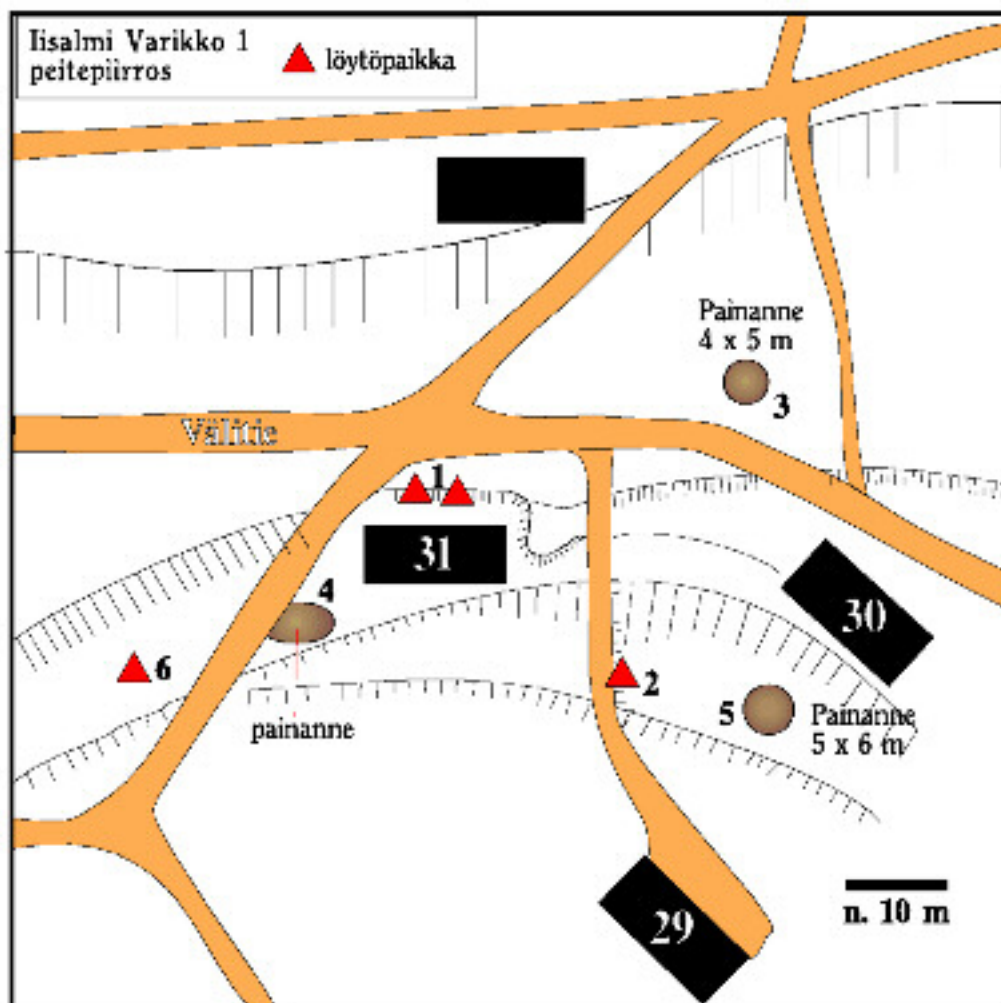 Iisalmi Varikko 1
peitepiirros
löytöpaikka
Painanne
4 x 5 m
3
Välitie
1
31
4
30
6
2
5
Painanne
5 x 6 m
painanne
29
n. 10 m